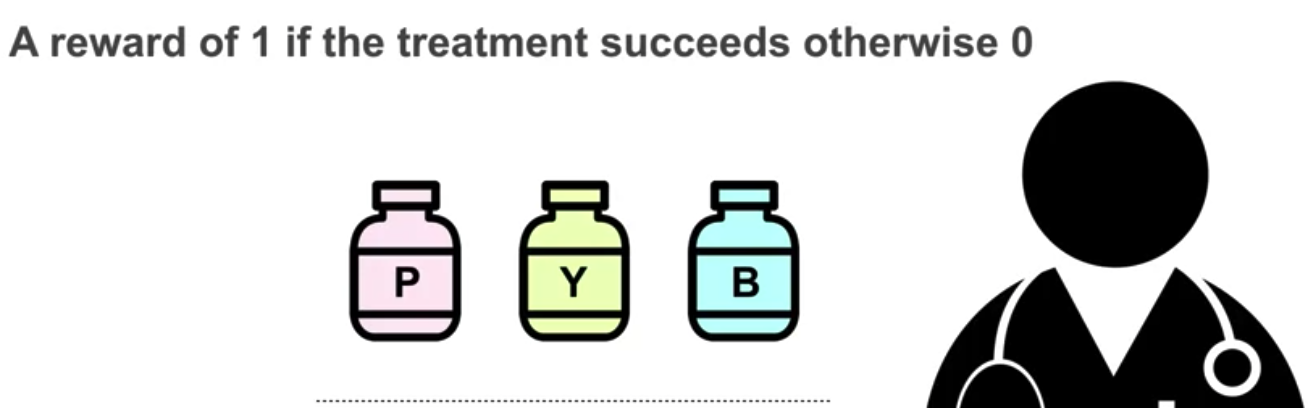 A reward of 1 if the treatment succeeds otherwise 0
P Y B